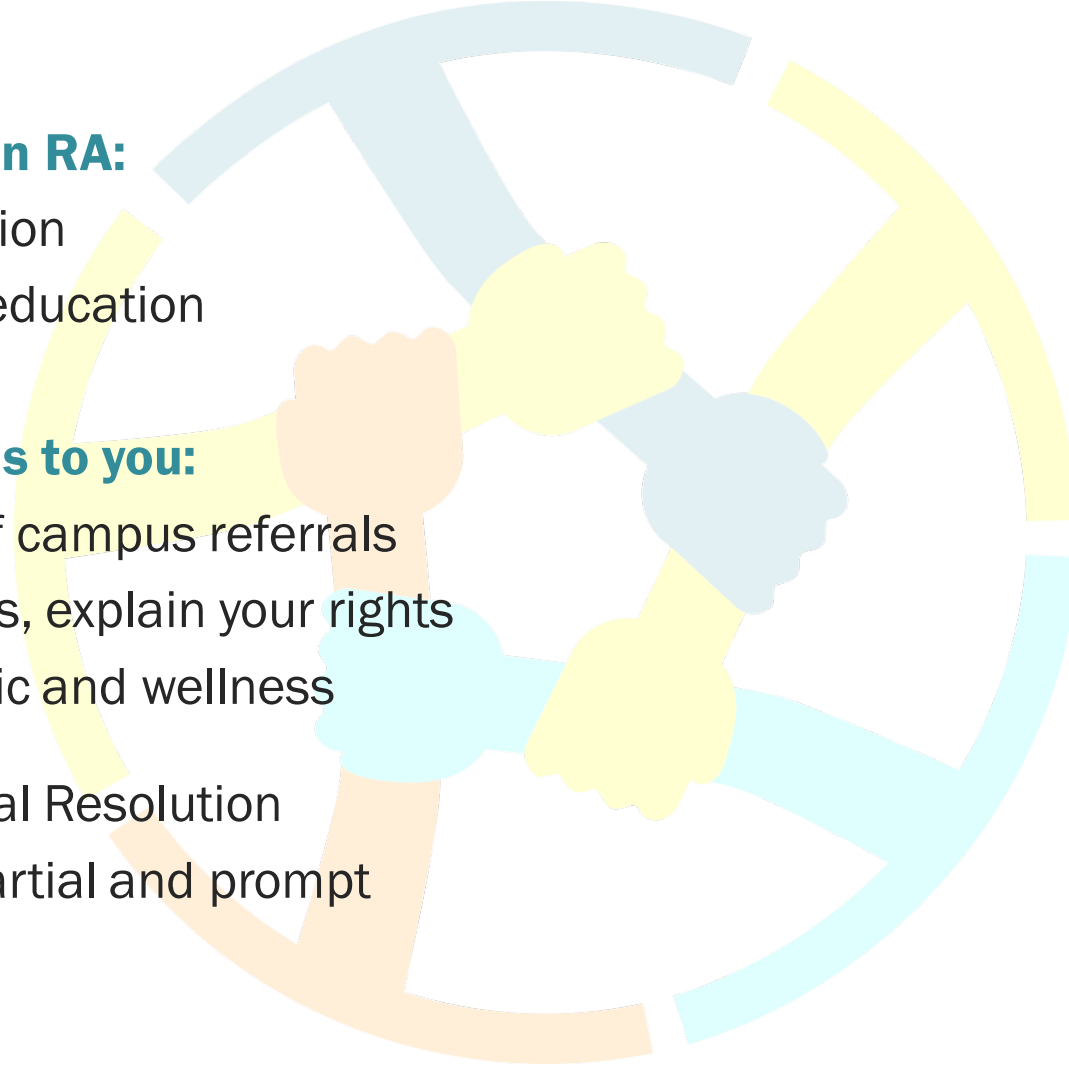 n RA:
ion
education
s to you:
f campus referrals
s, explain your rights
ic and wellness
al Resolution
artial and prompt